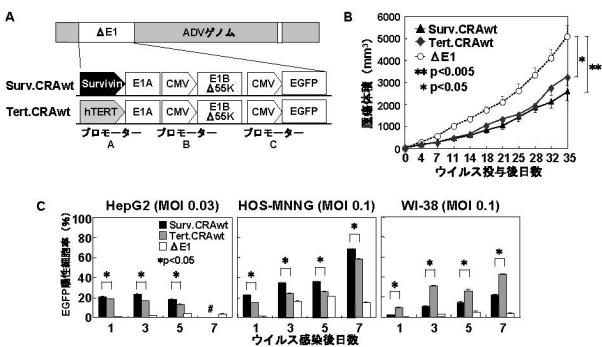 A
ΔE1
ADVゲノム
Surv.CRAwt
Survivin
E1A
CMV
E1B
Δ55K
CMV
EGFP
Tert.CRAwt
hTERT
E1A
CMV
E1B
Δ55K
CMV
EGFP
プロモーター プロモーター プロモーター
A B C
B
腫瘍体積 (mm³)
6000
5000
4000
3000
2000
1000
0
Surv.CRAwt
Tert.CRAwt
ΔE1
** p<0.005
* p<0.05
*
**
0 4 7 11 14 18 21 25 28 32 35
ウイルス投与後日数
C
HepG2 (MOI 0.03) HOS-MNNG (MOI 0.1) WI-38 (MOI 0.1)
EGFP陽性細胞率 (%)
100
80
60
40
20
0
Surv.CRAwt
Tert.CRAwt
ΔE1
*p<0.05
* * * #
* * * *
* * * *
1 3 5 7 1 3 5 7 1 3 5 7
ウイルス感染後日数